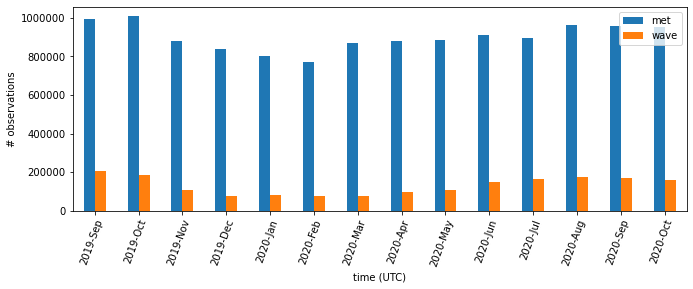 1000000
800000
600000
400000
200000
0
# observations
met
wave
2019-Sep
2019-Oct
2019-Nov
2019-Dec
2020-Jan
2020-Feb
2020-Mar
2020-Apr
2020-May
2020-Jun
2020-Jul
2020-Aug
2020-Sep
2020-Oct
time (UTC)